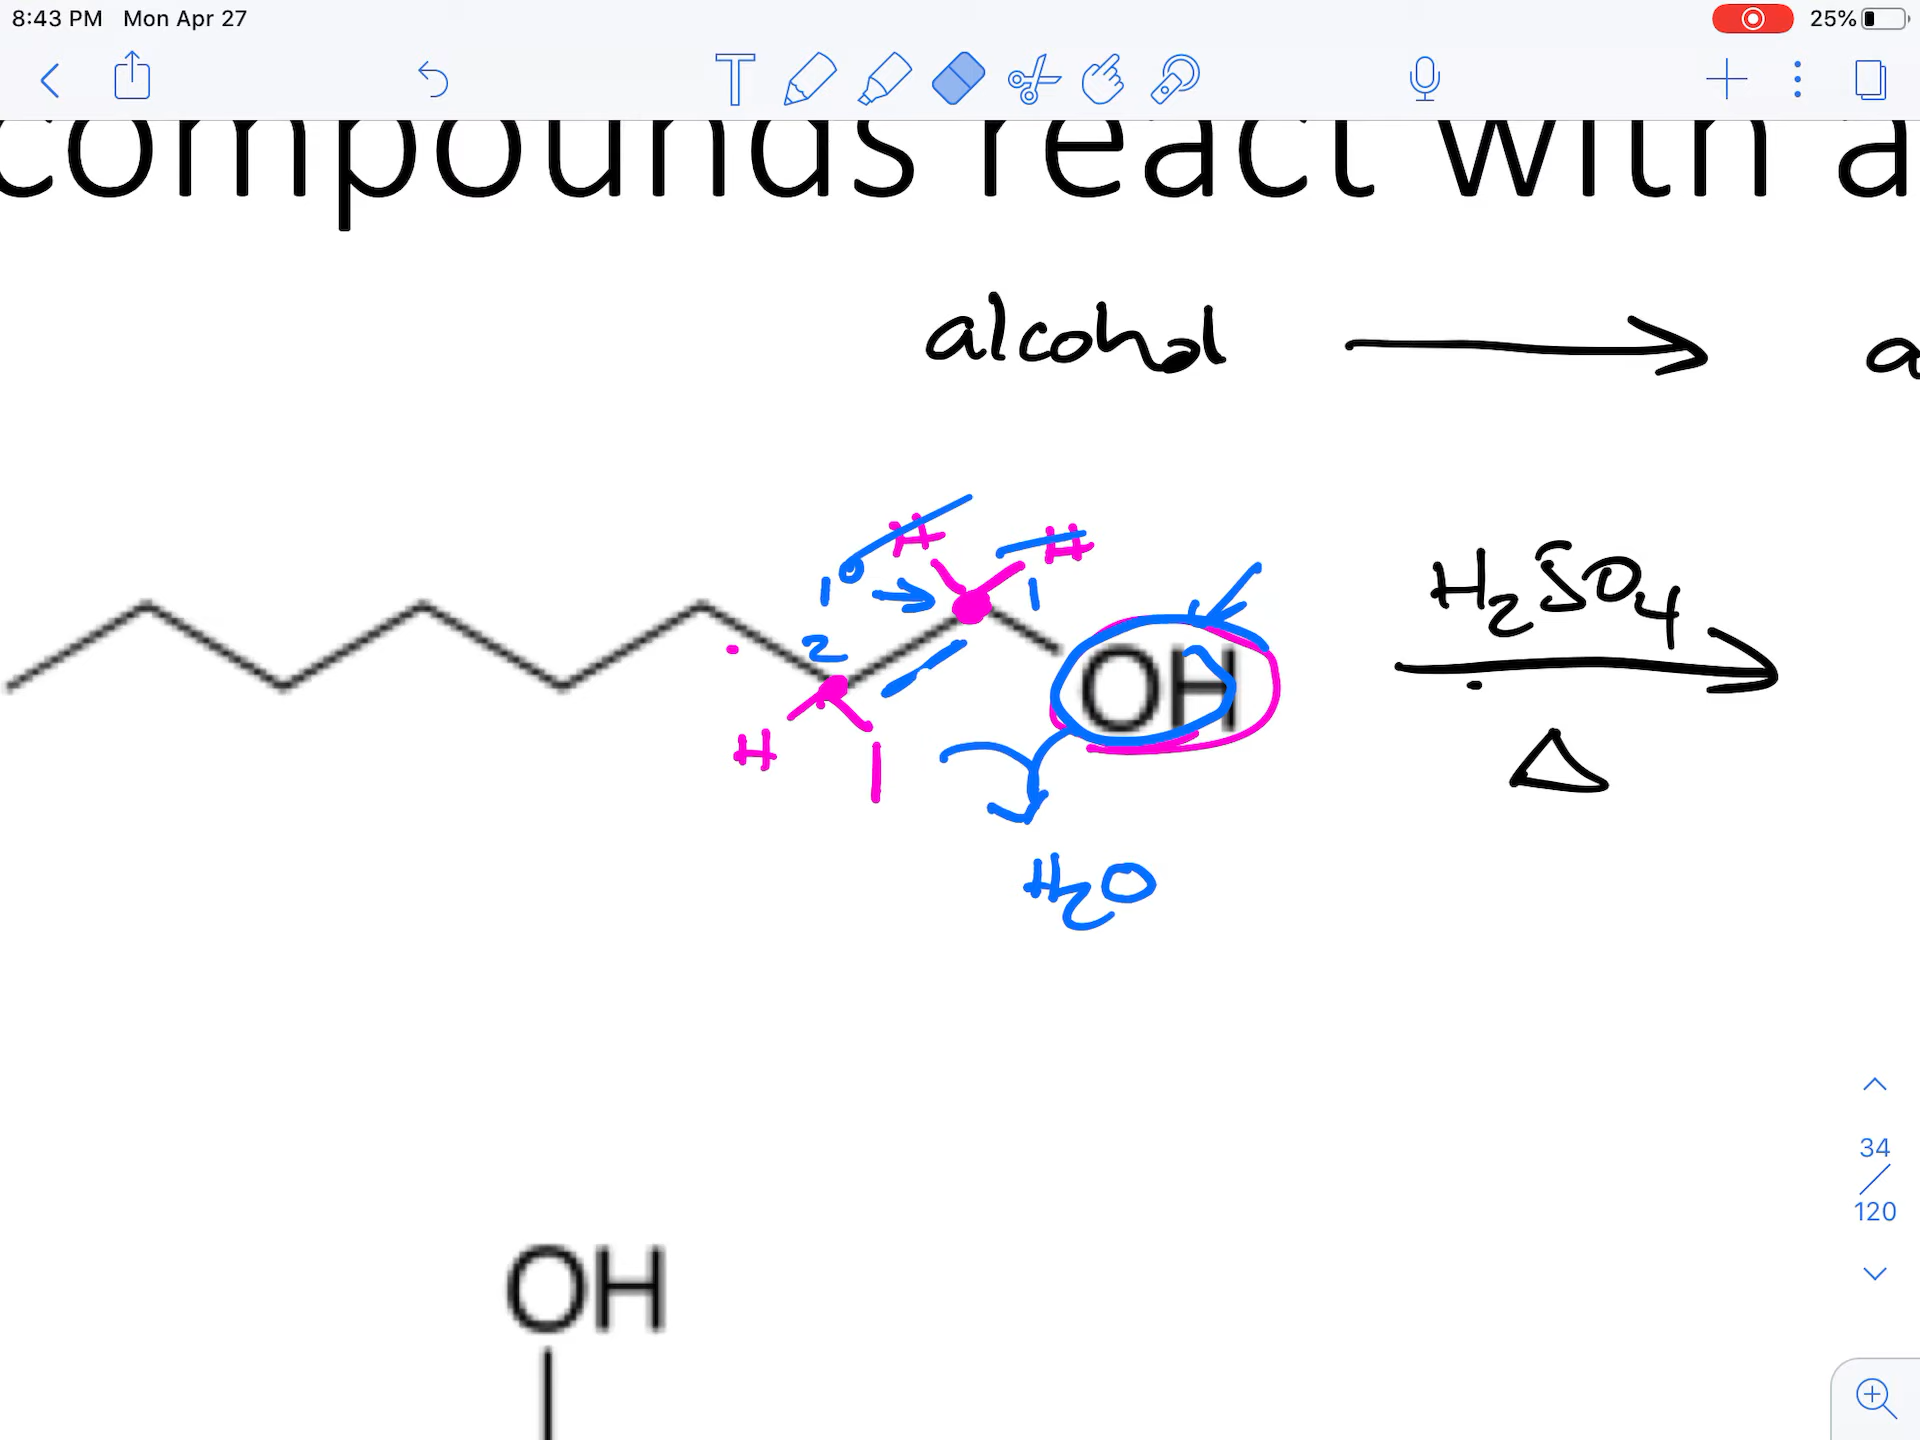 8:43 PM Mon Apr 27
25%
compounds react with a
alcohol
H H
1° 1
2
OH
H
H2SO4
Δ
H2O
34
120
OH